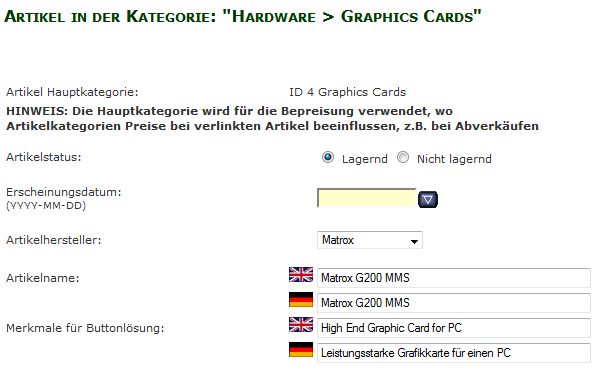 Artikel in der Kategorie: "Hardware > Graphics Cards"
Artikel Hauptkategorie: ID 4 Graphics Cards
HINWEIS: Die Hauptkategorie wird für die Bepreisung verwendet, wo
Artikelkategorien Preise bei verlinkten Artikel beeinflussen, z.B. bei Abverkäufen
Artikelstatus: Lagernd Nicht lagernd
Erscheinungsdatum:
(YYYY-MM-DD)
Artikelhersteller: Matrox
Artikelname: Matrox G200 MMS
Matrox G200 MMS
Merkmale für Buttonlösung: High End Graphic Card for PC
Leistungsstarke Grafikkarte für einen PC